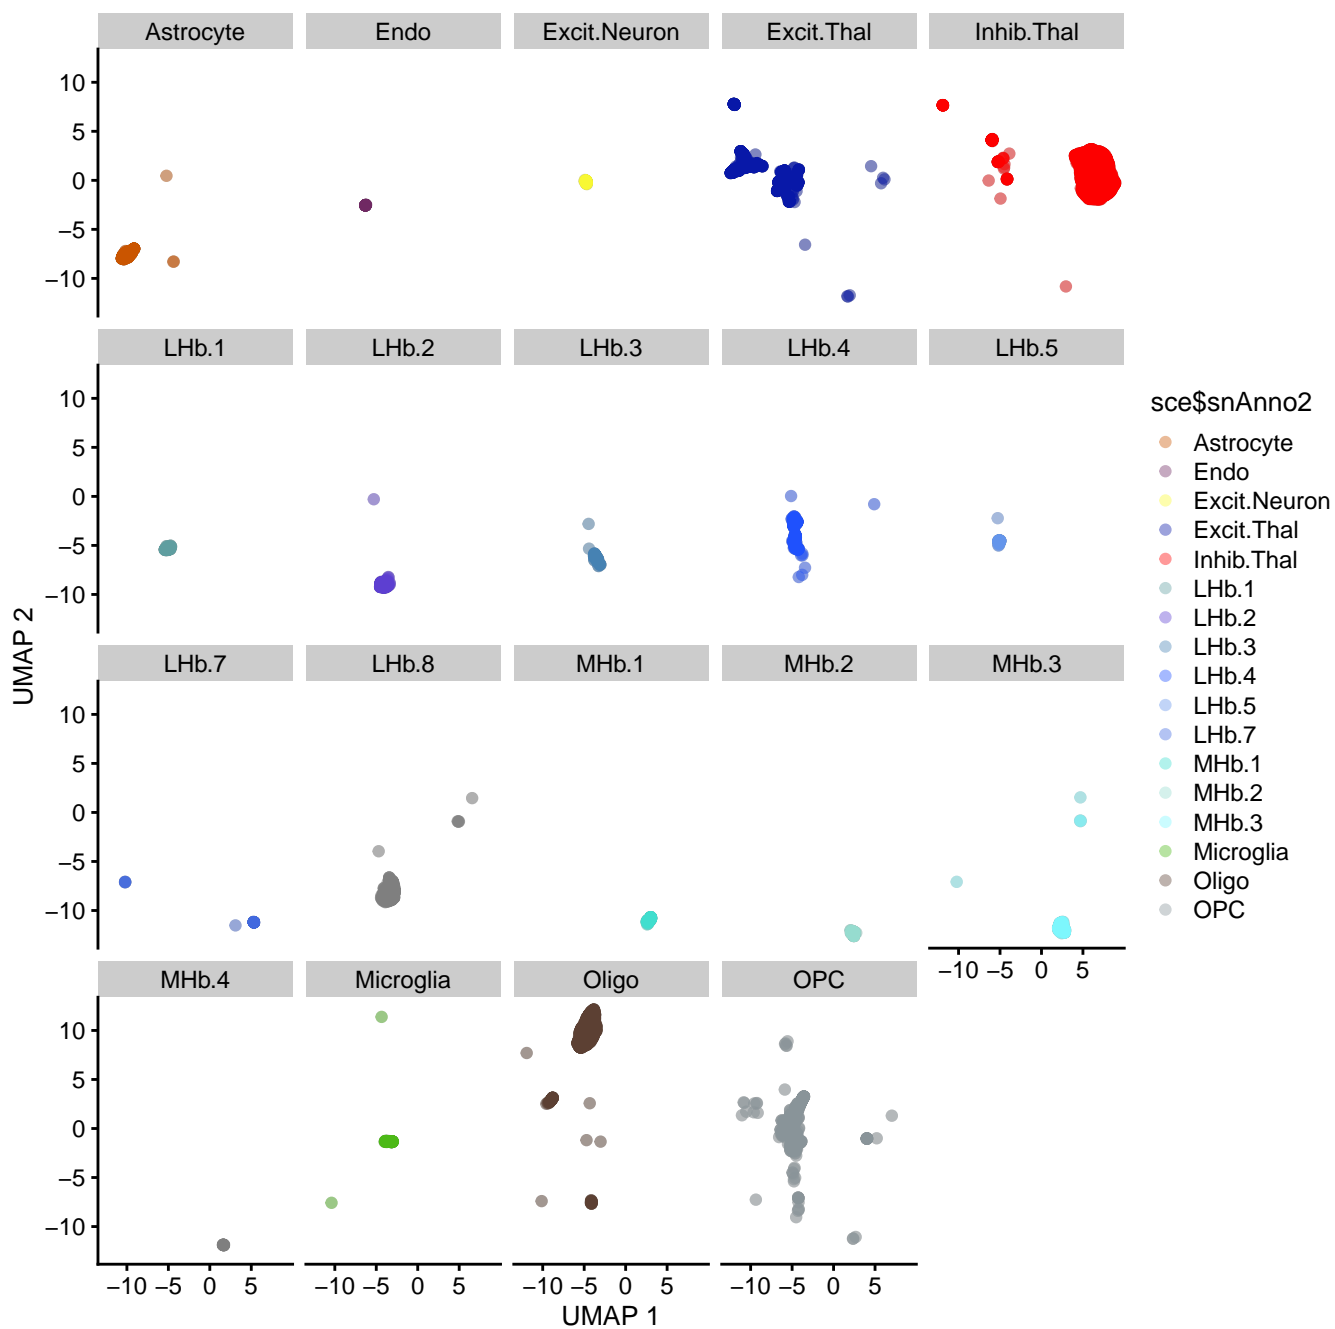 Astrocyte Endo Excit.Neuron Excit.Thal Inhib.Thal
10
5
0
−5
−10
LHb.1 LHb.2 LHb.3 LHb.4 LHb.5
10
5
0
−5
−10
LHb.7 LHb.8 MHb.1 MHb.2 MHb.3
10
5
0
−5
−10
−10 −5 0 5
MHb.4 Microglia Oligo OPC
10
5
0
−5
−10
−10 −5 0 5 −10 −5 0 5 −10 −5 0 5 −10 −5 0 5
UMAP 1
UMAP 2
sce$snAnno2
Astrocyte
Endo
Excit.Neuron
Excit.Thal
Inhib.Thal
LHb.1
LHb.2
LHb.3
LHb.4
LHb.5
LHb.7
MHb.1
MHb.2
MHb.3
Microglia
Oligo
OPC